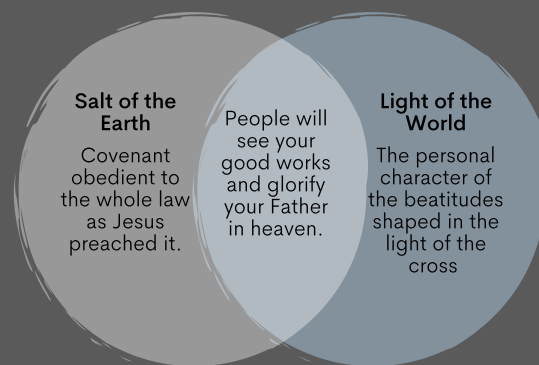 Salt of the
Earth
Covenant
obedient to
the whole law
as Jesus
preached it.
People will
see your
good works
and glorify
your Father
in heaven.
Light of the
World
The personal
character of
the beatitudes
shaped in the
light of the
cross